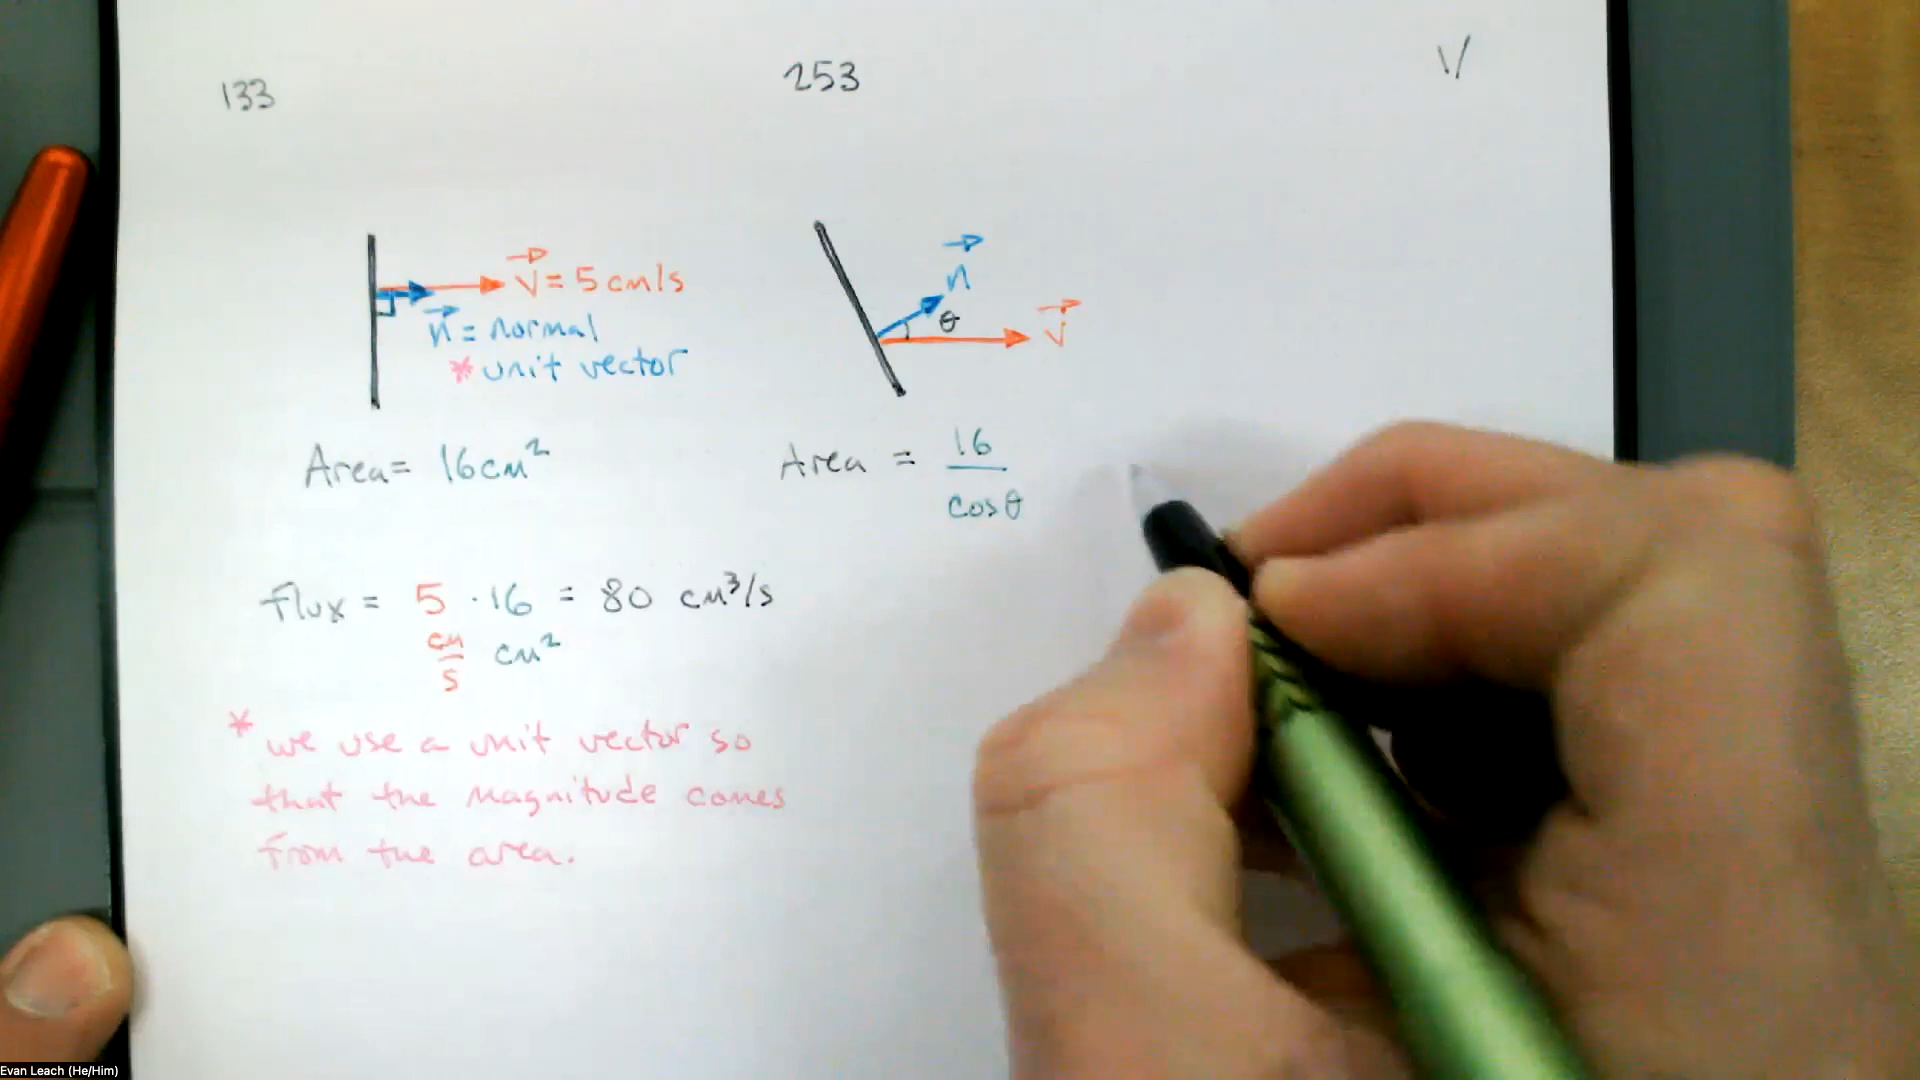 133
253
V
v = 5 cm/s
n = normal
* unit vector
Area = 16 cm²
n
θ
v
Area = 16 / cos θ
flux = 5 · 16 = 80 cm³/s
cm/s cm²
* we use a unit vector so
that the magnitude comes
from the area.
Evan Leach (He/Him)